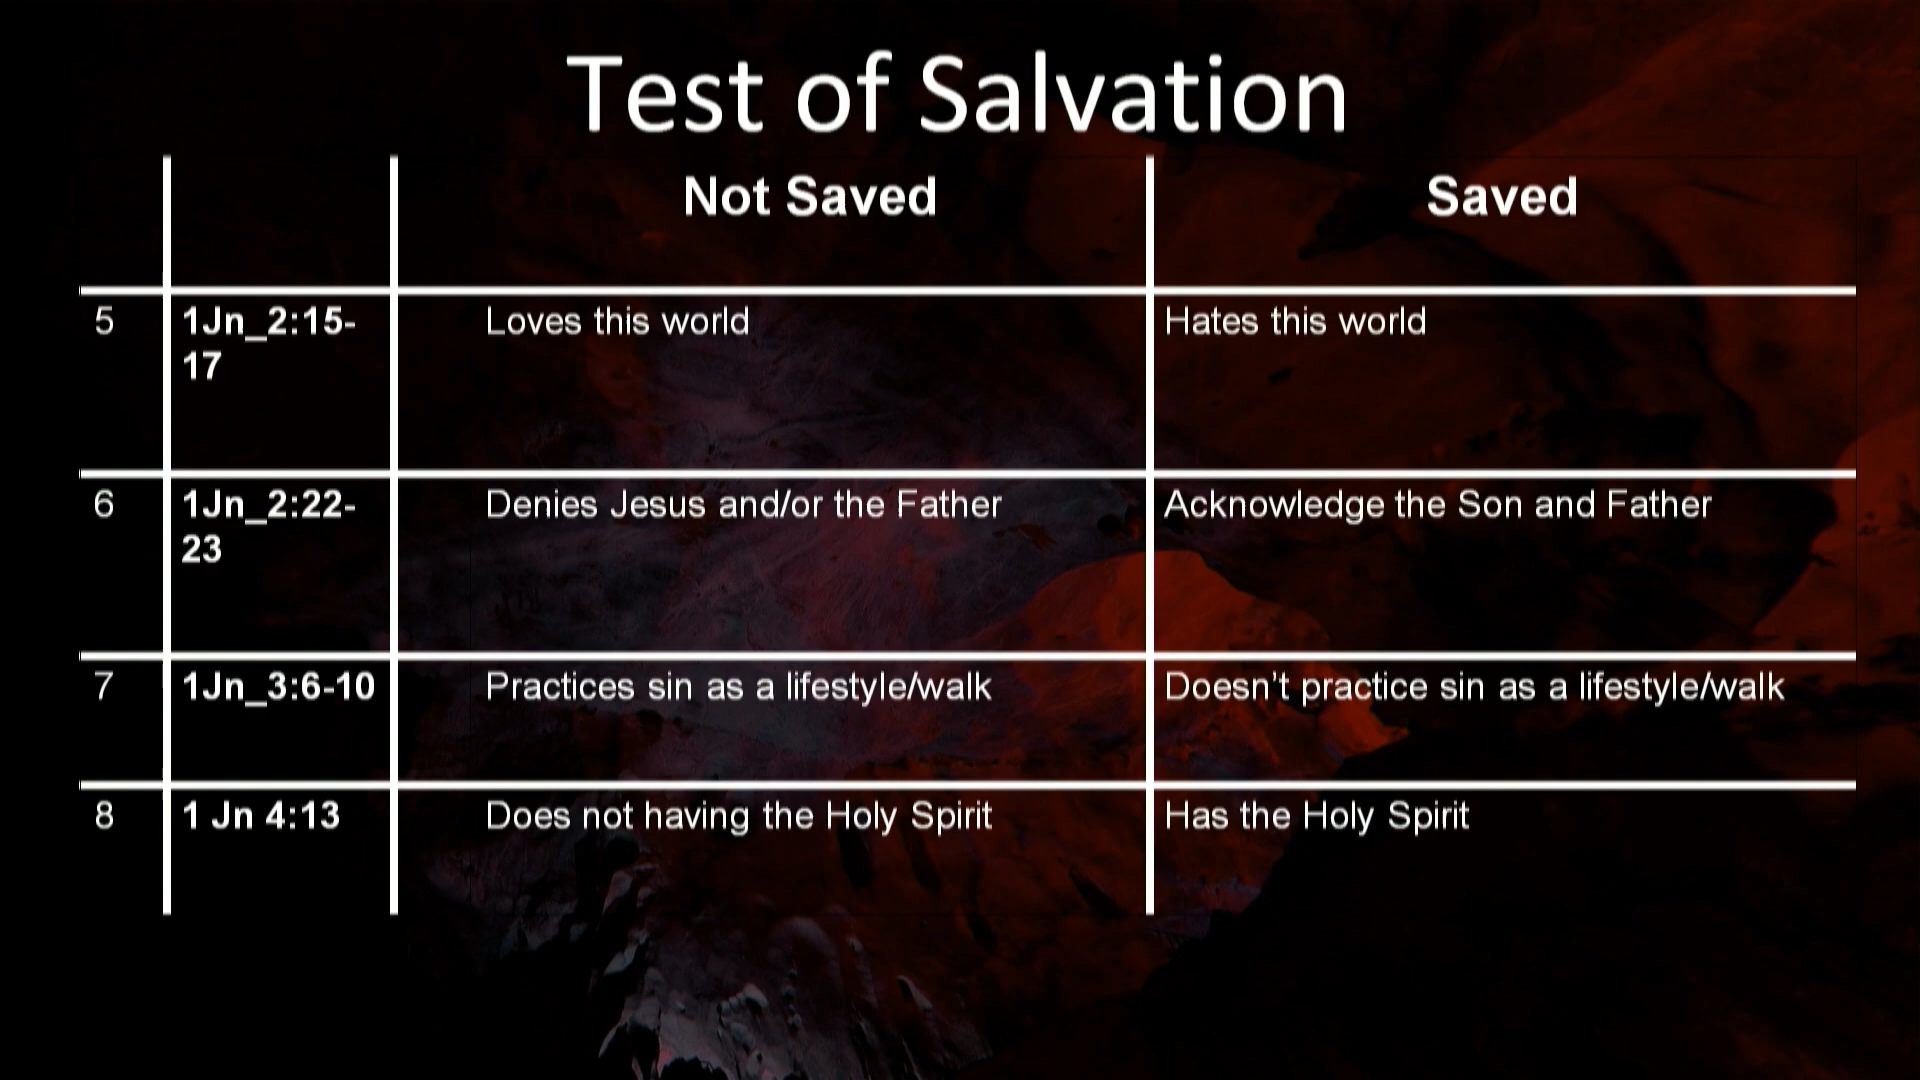 Test of Salvation
Not Saved
Saved
5
1Jn_2:15-
17
Loves this world
Hates this world
6
1Jn_2:22-
23
Denies Jesus and/or the Father
Acknowledge the Son and Father
7
1Jn_3:6-10
Practices sin as a lifestyle/walk
Doesn’t practice sin as a lifestyle/walk
8
1 Jn 4:13
Does not having the Holy Spirit
Has the Holy Spirit